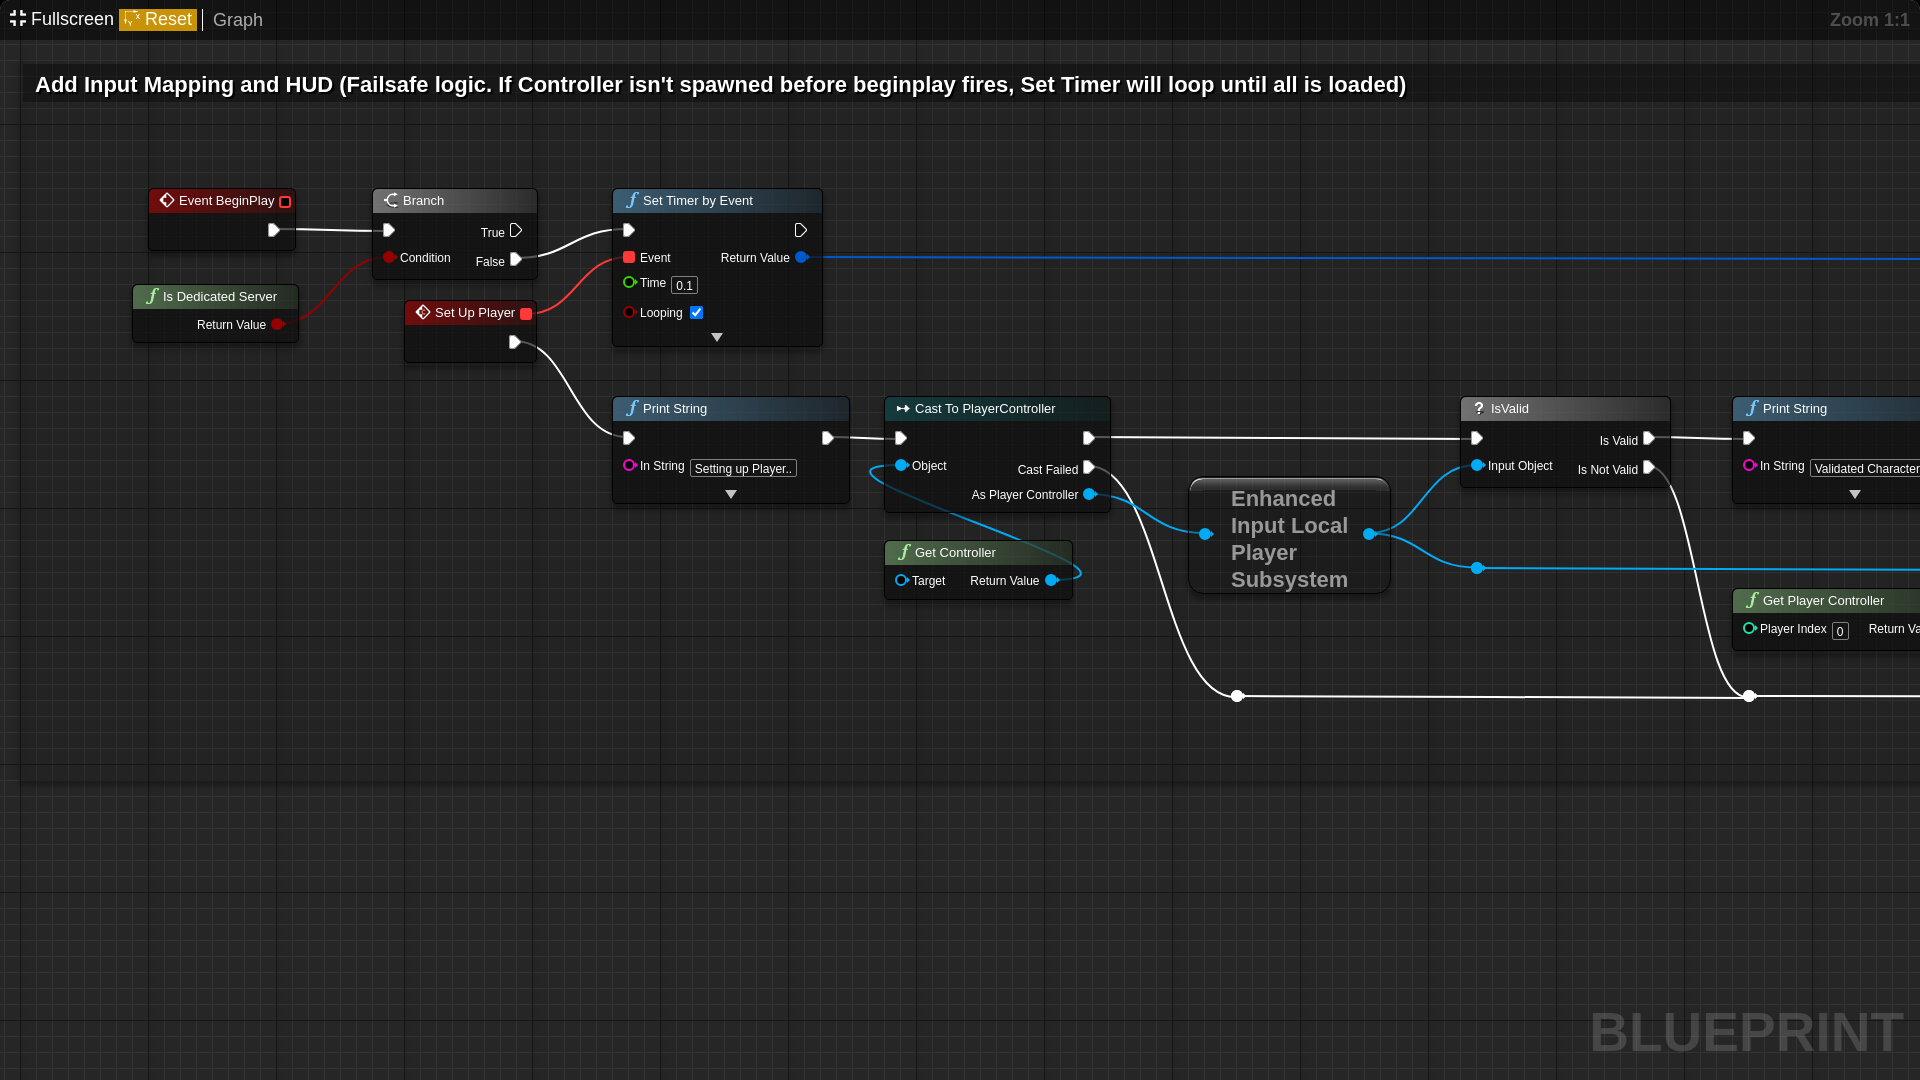 Fullscreen Reset Graph Zoom 1:1
Add Input Mapping and HUD (Failsafe logic. If Controller isn't spawned before beginplay fires, Set Timer will loop until all is loaded)
Event BeginPlay
Branch
True
Condition
False
Is Dedicated Server
Return Value
Set Up Player
Set Timer by Event
Event
Return Value
Time 0.1
Looping
Print String
In String Setting up Player..
Cast To PlayerController
Object
Cast Failed
As Player Controller
Get Controller
Target Return Value
Enhanced
Input Local
Player
Subsystem
IsValid
Is Valid
Input Object
Is Not Valid
Print String
In String Validated Character
Get Player Controller
Player Index 0 Return Va
BLUEPRINT